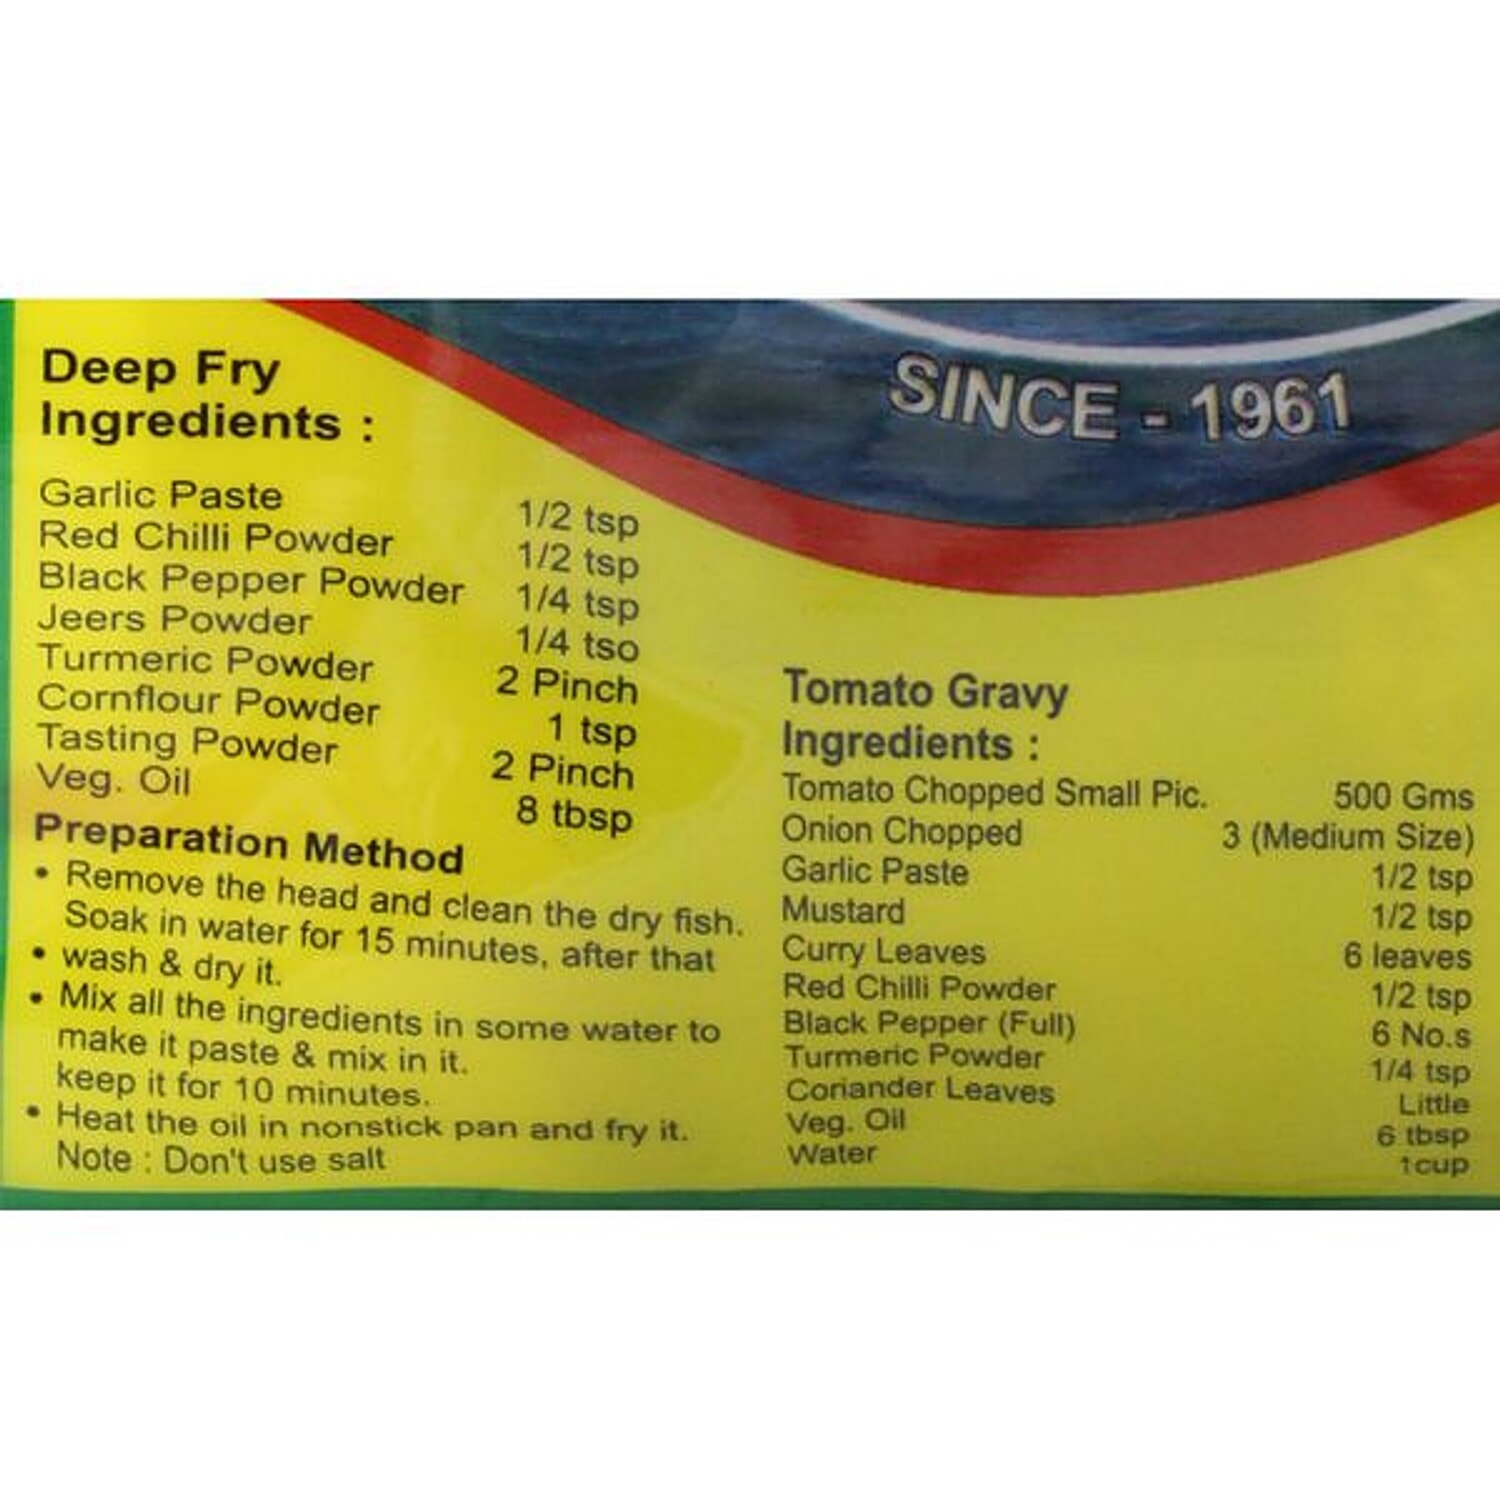 SINCE - 1961
Deep Fry
Ingredients :
Garlic Paste 1/2 tsp
Red Chilli Powder 1/2 tsp
Black Pepper Powder 1/4 tsp
Jeers Powder 1/4 tso
Turmeric Powder 2 Pinch
Cornflour Powder 1 tsp
Tasting Powder 2 Pinch
Veg. Oil 8 tbsp
Preparation Method
• Remove the head and clean the dry fish.
Soak in water for 15 minutes, after that
• wash & dry it.
• Mix all the ingredients in some water to
make it paste & mix in it.
keep it for 10 minutes.
• Heat the oil in nonstick pan and fry it.
Note : Don't use salt
Tomato Gravy
Ingredients :
Tomato Chopped Small Pic. 500 Gms
Onion Chopped 3 (Medium Size)
Garlic Paste 1/2 tsp
Mustard 1/2 tsp
Curry Leaves 6 leaves
Red Chilli Powder 1/2 tsp
Black Pepper (Full) 6 No.s
Turmeric Powder 1/4 tsp
Coriander Leaves Little
Veg. Oil 6 tbsp
Water 1cup